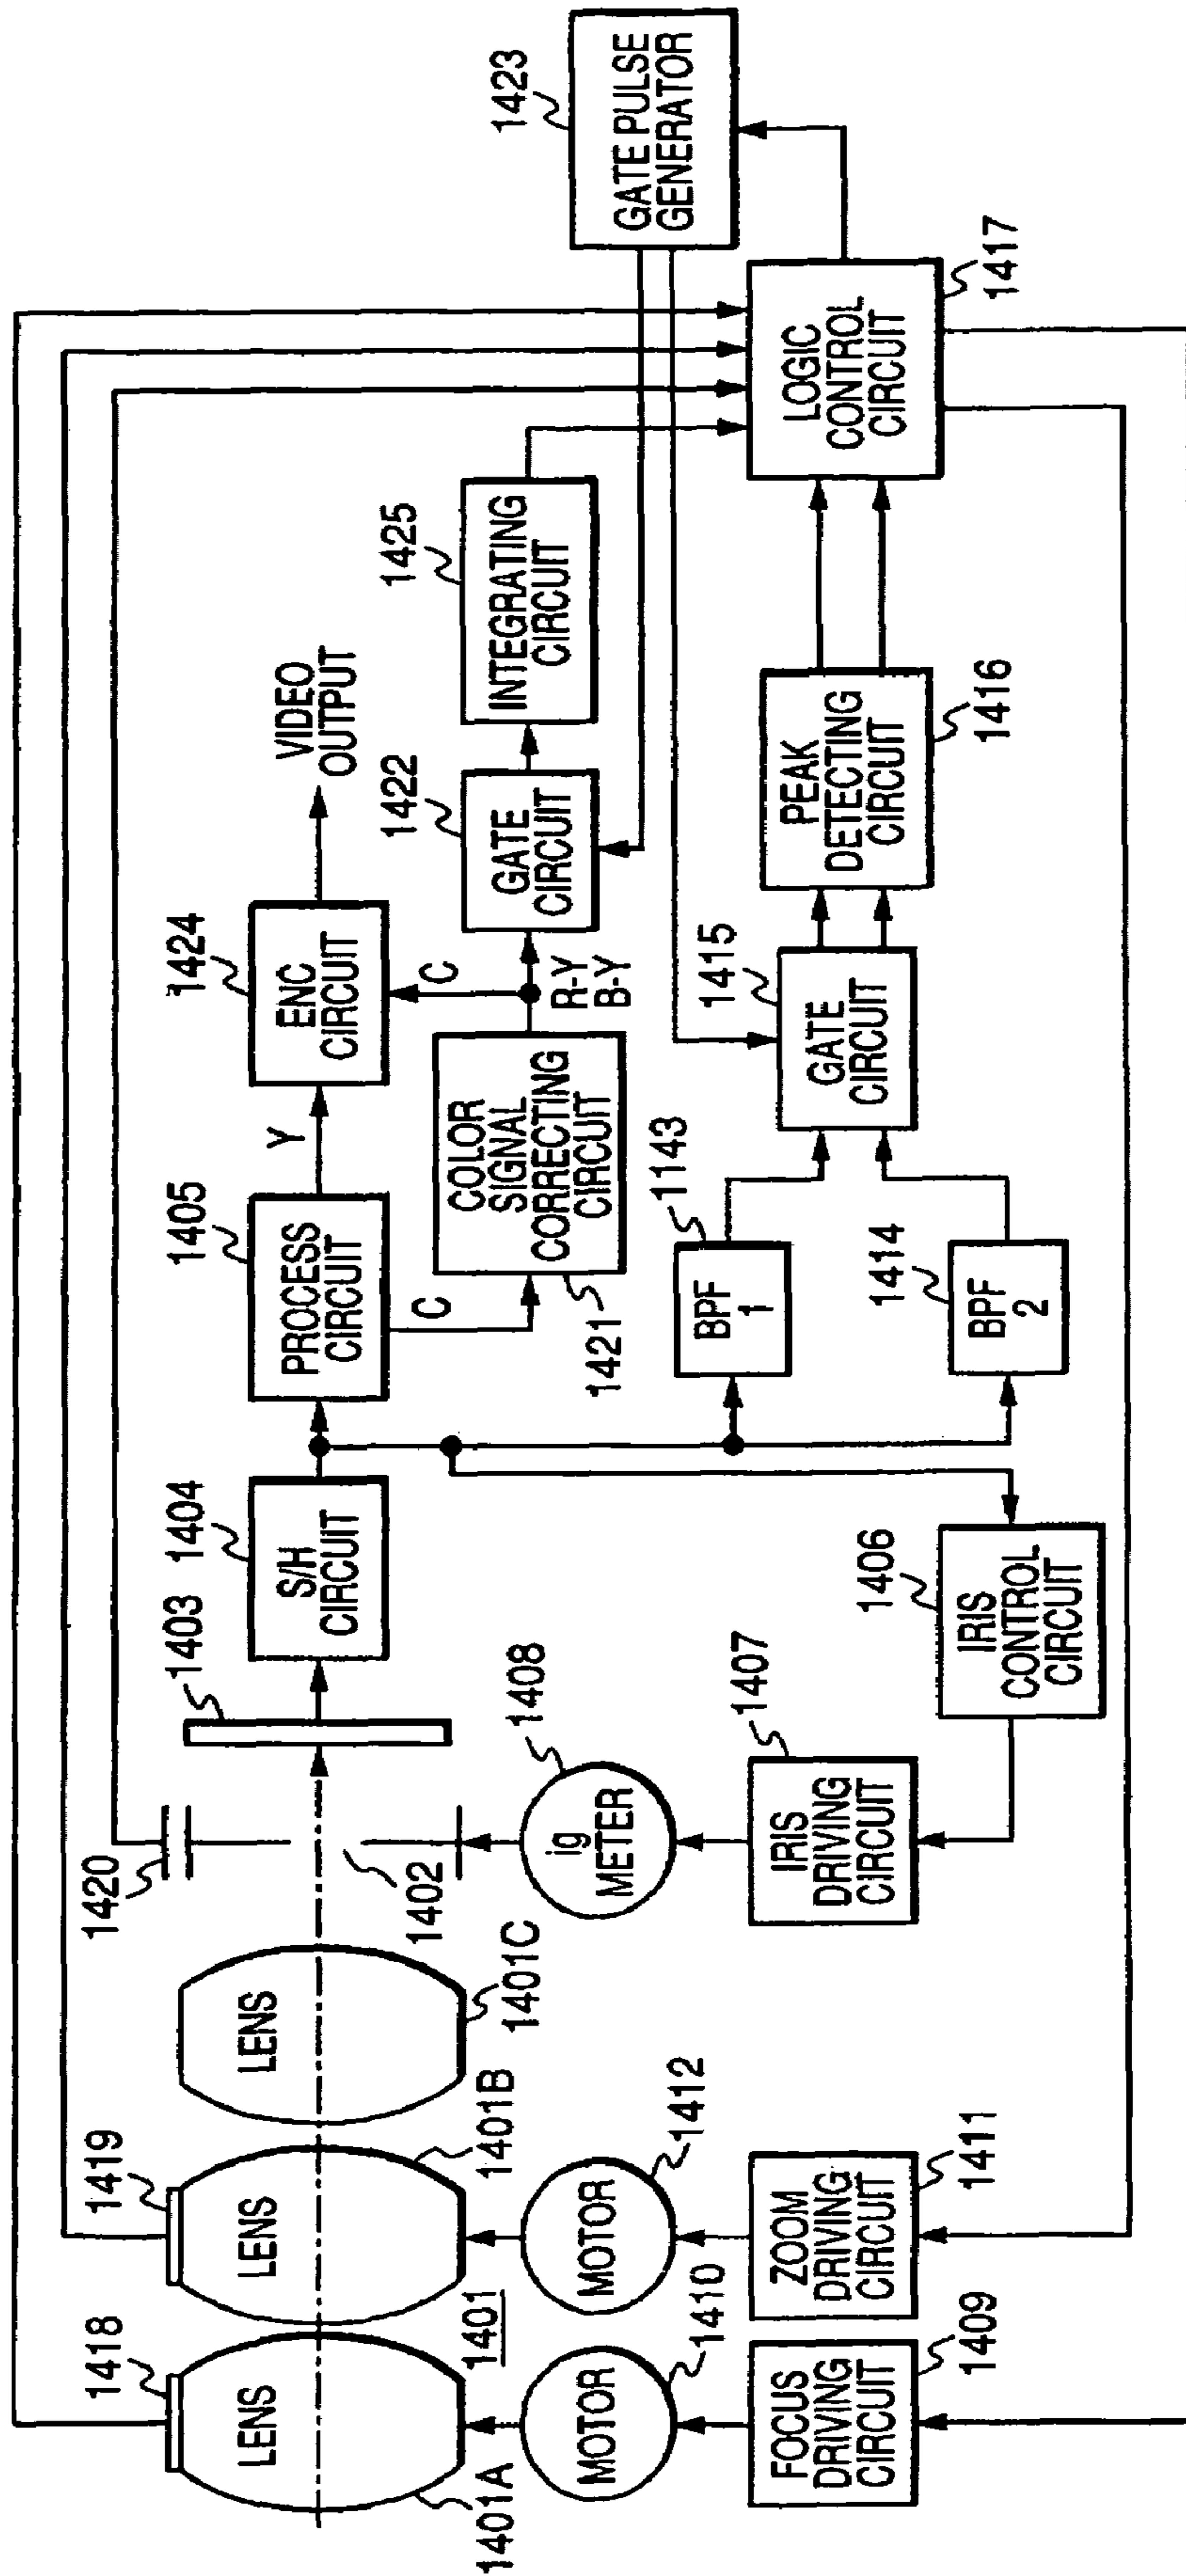 1418
LENS
1401A
1419
LENS
1401B
1401
LENS
1401C
1420
1402
1403
1404
S/H
CIRCUIT
1405
PROCESS
CIRCUIT
Y
C
1424
ENC
CIRCUIT
C
VIDEO
OUTPUT
COLOR
SIGNAL
CORRECTING
CIRCUIT
1421
R-Y
B-Y
1422
GATE
CIRCUIT
1425
INTEGRATING
CIRCUIT
1423
GATE PULSE
GENERATOR
MOTOR
1410
MOTOR
1412
ig
METER
1408
1143
BPF
1
1414
BPF
2
1415
GATE
CIRCUIT
PEAK
DETECTING
CIRCUIT
1416
LOGIC
CONTROL
CIRCUIT
1417
FOCUS
DRIVING
CIRCUIT
1409
ZOOM
DRIVING
CIRCUIT
1411
IRIS
DRIVING
CIRCUIT
1407
1406
IRIS
CONTROL
CIRCUIT